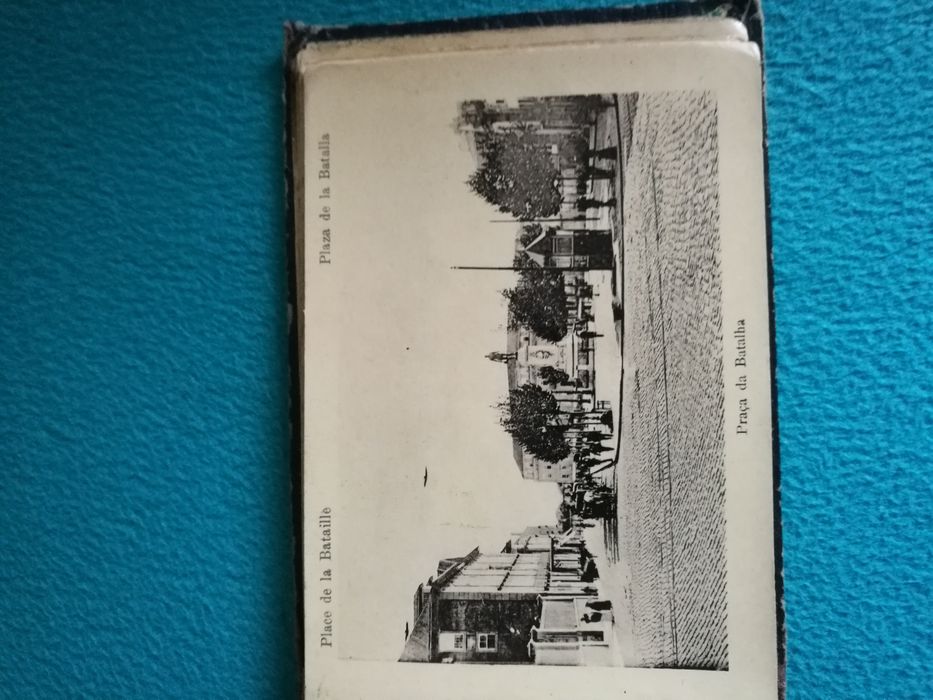 Place de la Bataille
Plaza de la Batalla
Praça da Batalha